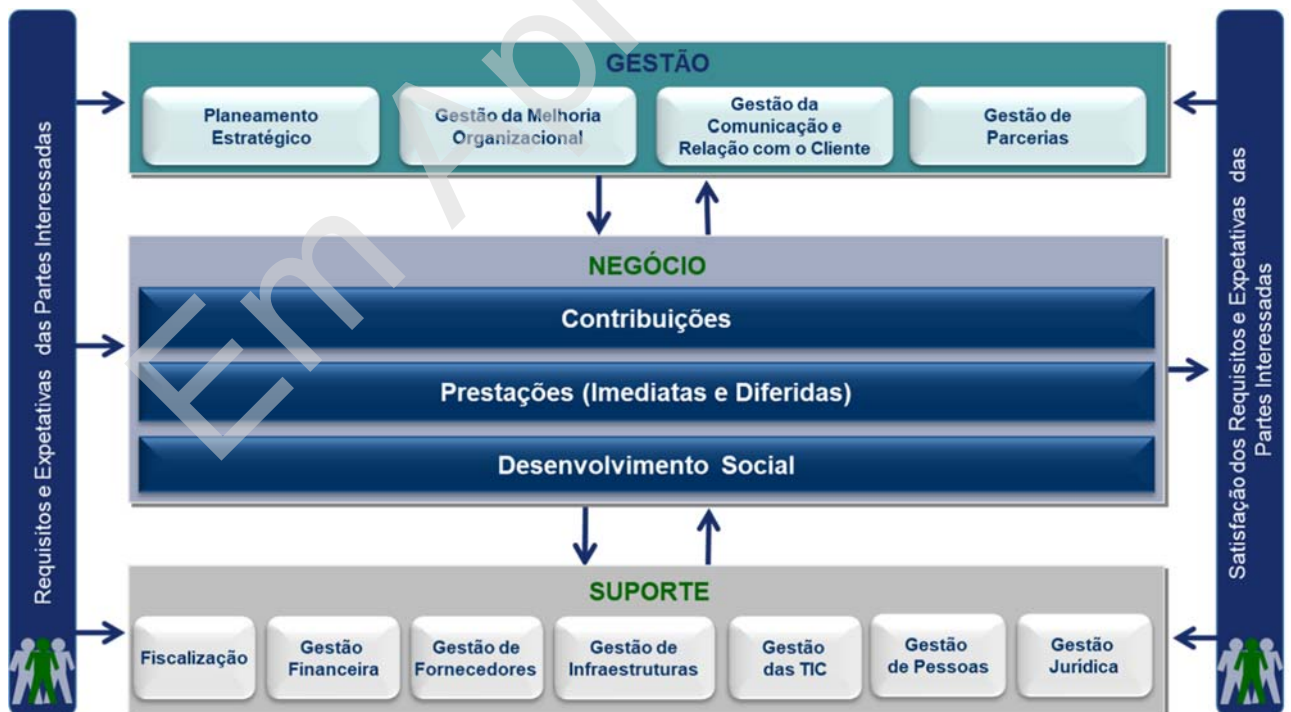 Requisitos e Expetativas das Partes Interessadas
GESTÃO
Planeamento
Estratégico
Gestão da Melhoria
Organizacional
Gestão da
Comunicação e
Relação com o Cliente
Gestão de
Parcerias
NEGÓCIO
Contribuições
Prestações (Imediatas e Diferidas)
Desenvolvimento Social
SUPORTE
Fiscalização
Gestão
Financeira
Gestão de
Fornecedores
Gestão de
Infraestruturas
Gestão
das TIC
Gestão
de Pessoas
Gestão
Jurídica
Satisfação dos Requisitos e Expetativas das
Partes Interessadas
Em Apr